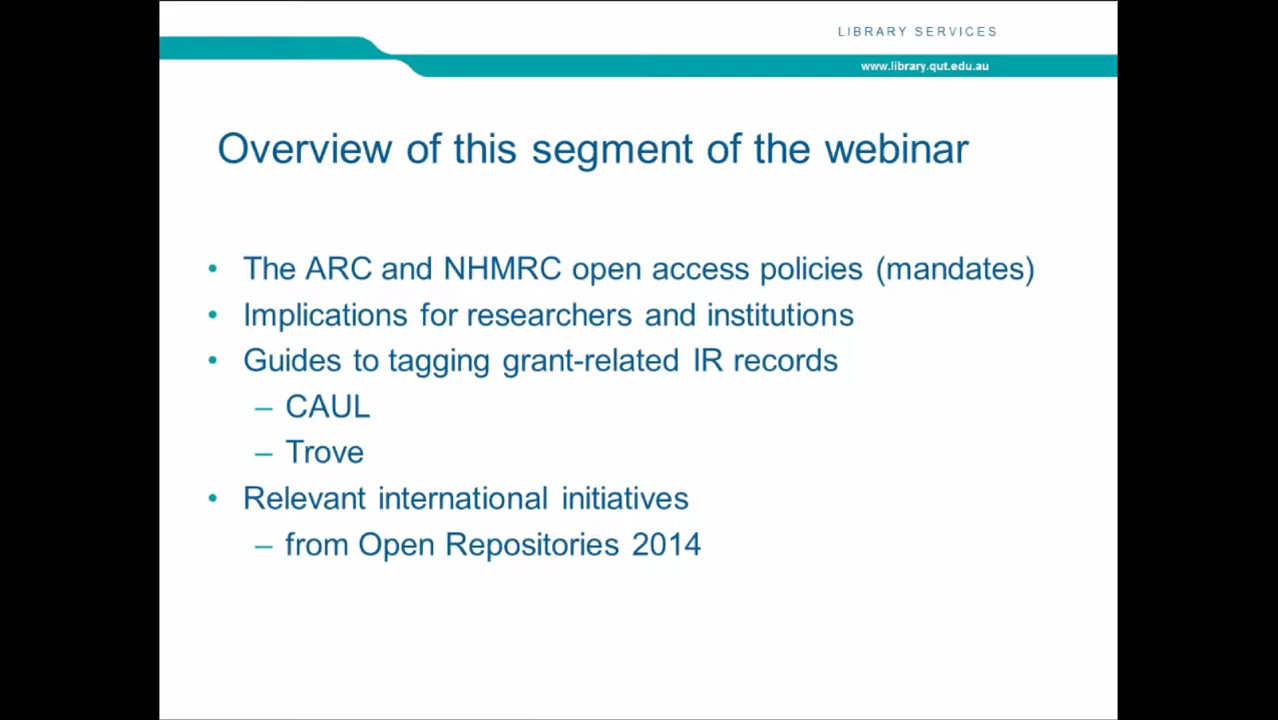 LIBRARY SERVICES
www.library.qut.edu.au
Overview of this segment of the webinar
• The ARC and NHMRC open access policies (mandates)
• Implications for researchers and institutions
• Guides to tagging grant-related IR records
– CAUL
– Trove
• Relevant international initiatives
– from Open Repositories 2014